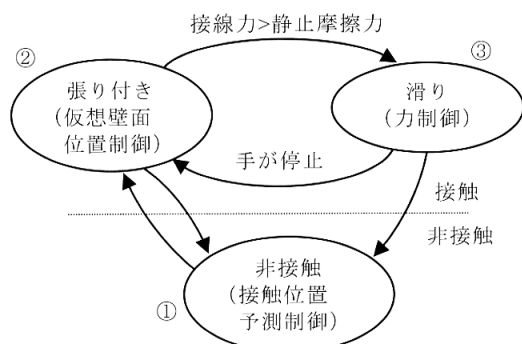 接線力>静止摩擦力
②
③
張り付き
(仮想壁面
位置制御)
滑り
(力制御)
手が停止
接触
非接触
非接触
(接触位置
予測制御)
①